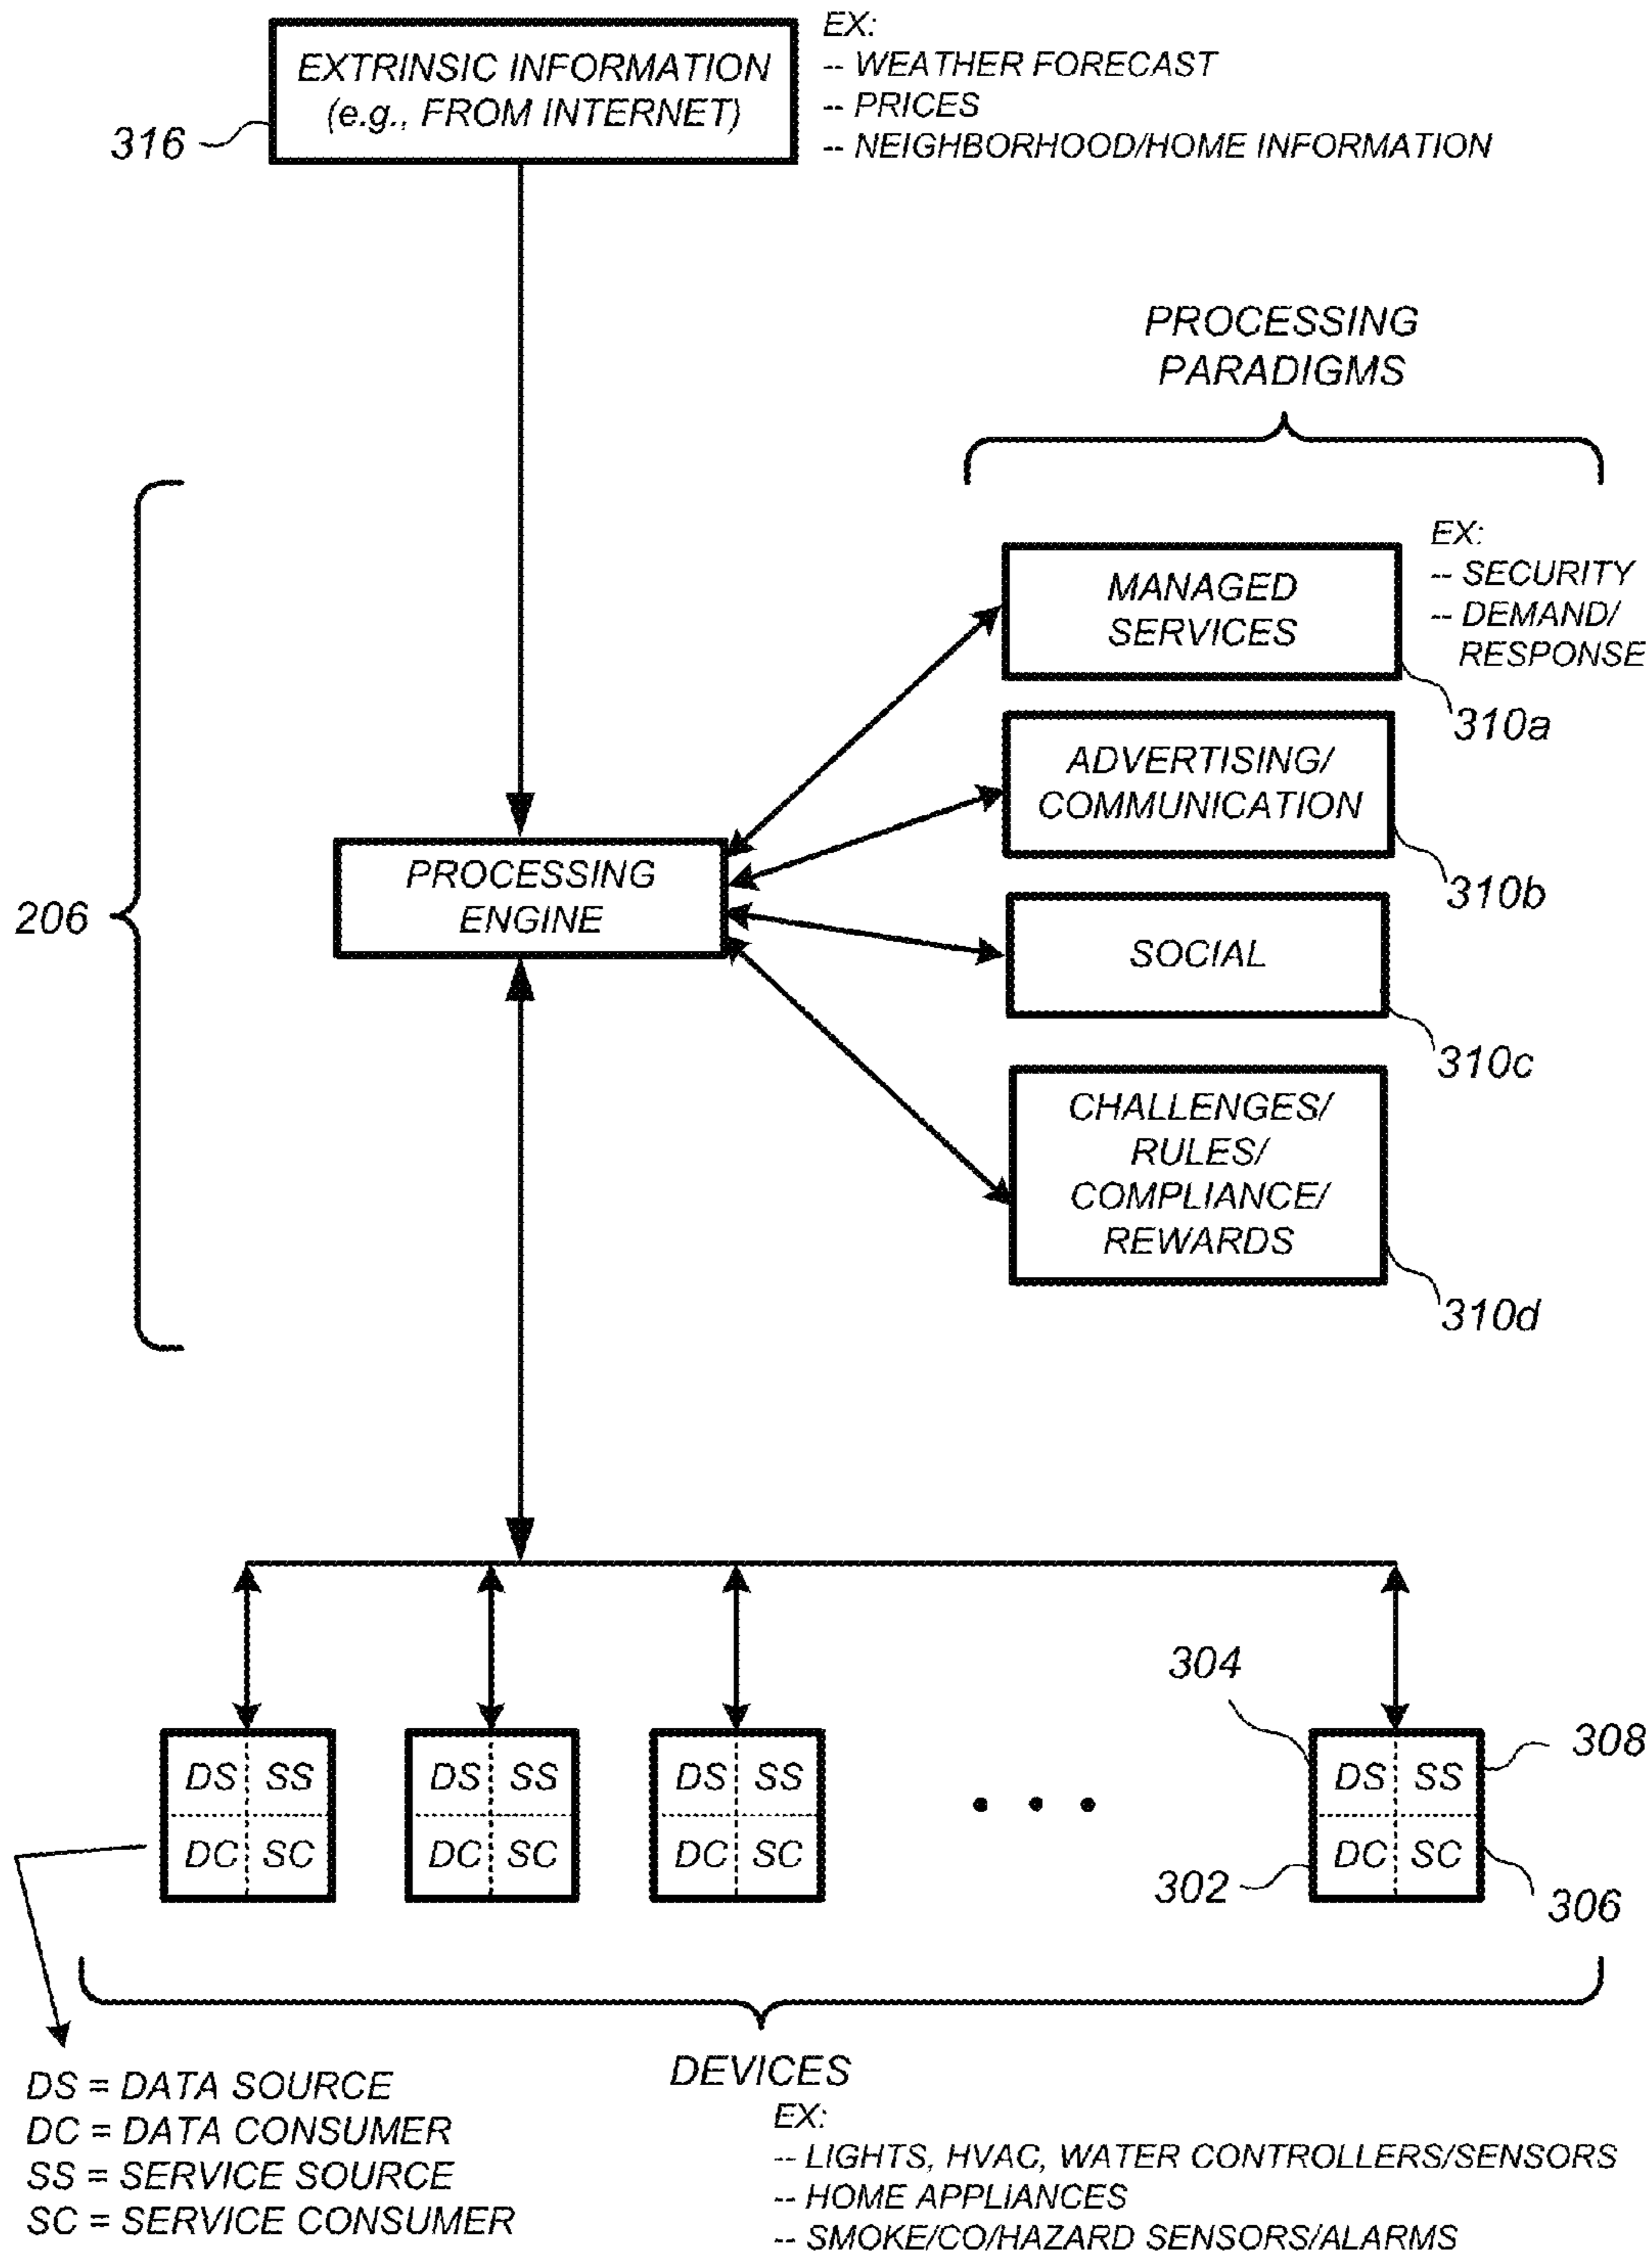 EXTRINSIC INFORMATION
(e.g., FROM INTERNET)
316
EX:
-- WEATHER FORECAST
-- PRICES
-- NEIGHBORHOOD/HOME INFORMATION
PROCESSING
PARADIGMS
206
PROCESSING
ENGINE
MANAGED
SERVICES
EX:
-- SECURITY
-- DEMAND/
RESPONSE
310a
ADVERTISING/
COMMUNICATION
310b
SOCIAL
310c
CHALLENGES/
RULES/
COMPLIANCE/
REWARDS
310d
DS SS
DC SC
DS SS
DC SC
DS SS
DC SC
304
308
DS SS
DC SC
302
306
DS = DATA SOURCE
DC = DATA CONSUMER
SS = SERVICE SOURCE
SC = SERVICE CONSUMER
DEVICES
EX:
-- LIGHTS, HVAC, WATER CONTROLLERS/SENSORS
-- HOME APPLIANCES
-- SMOKE/CO/HAZARD SENSORS/ALARMS